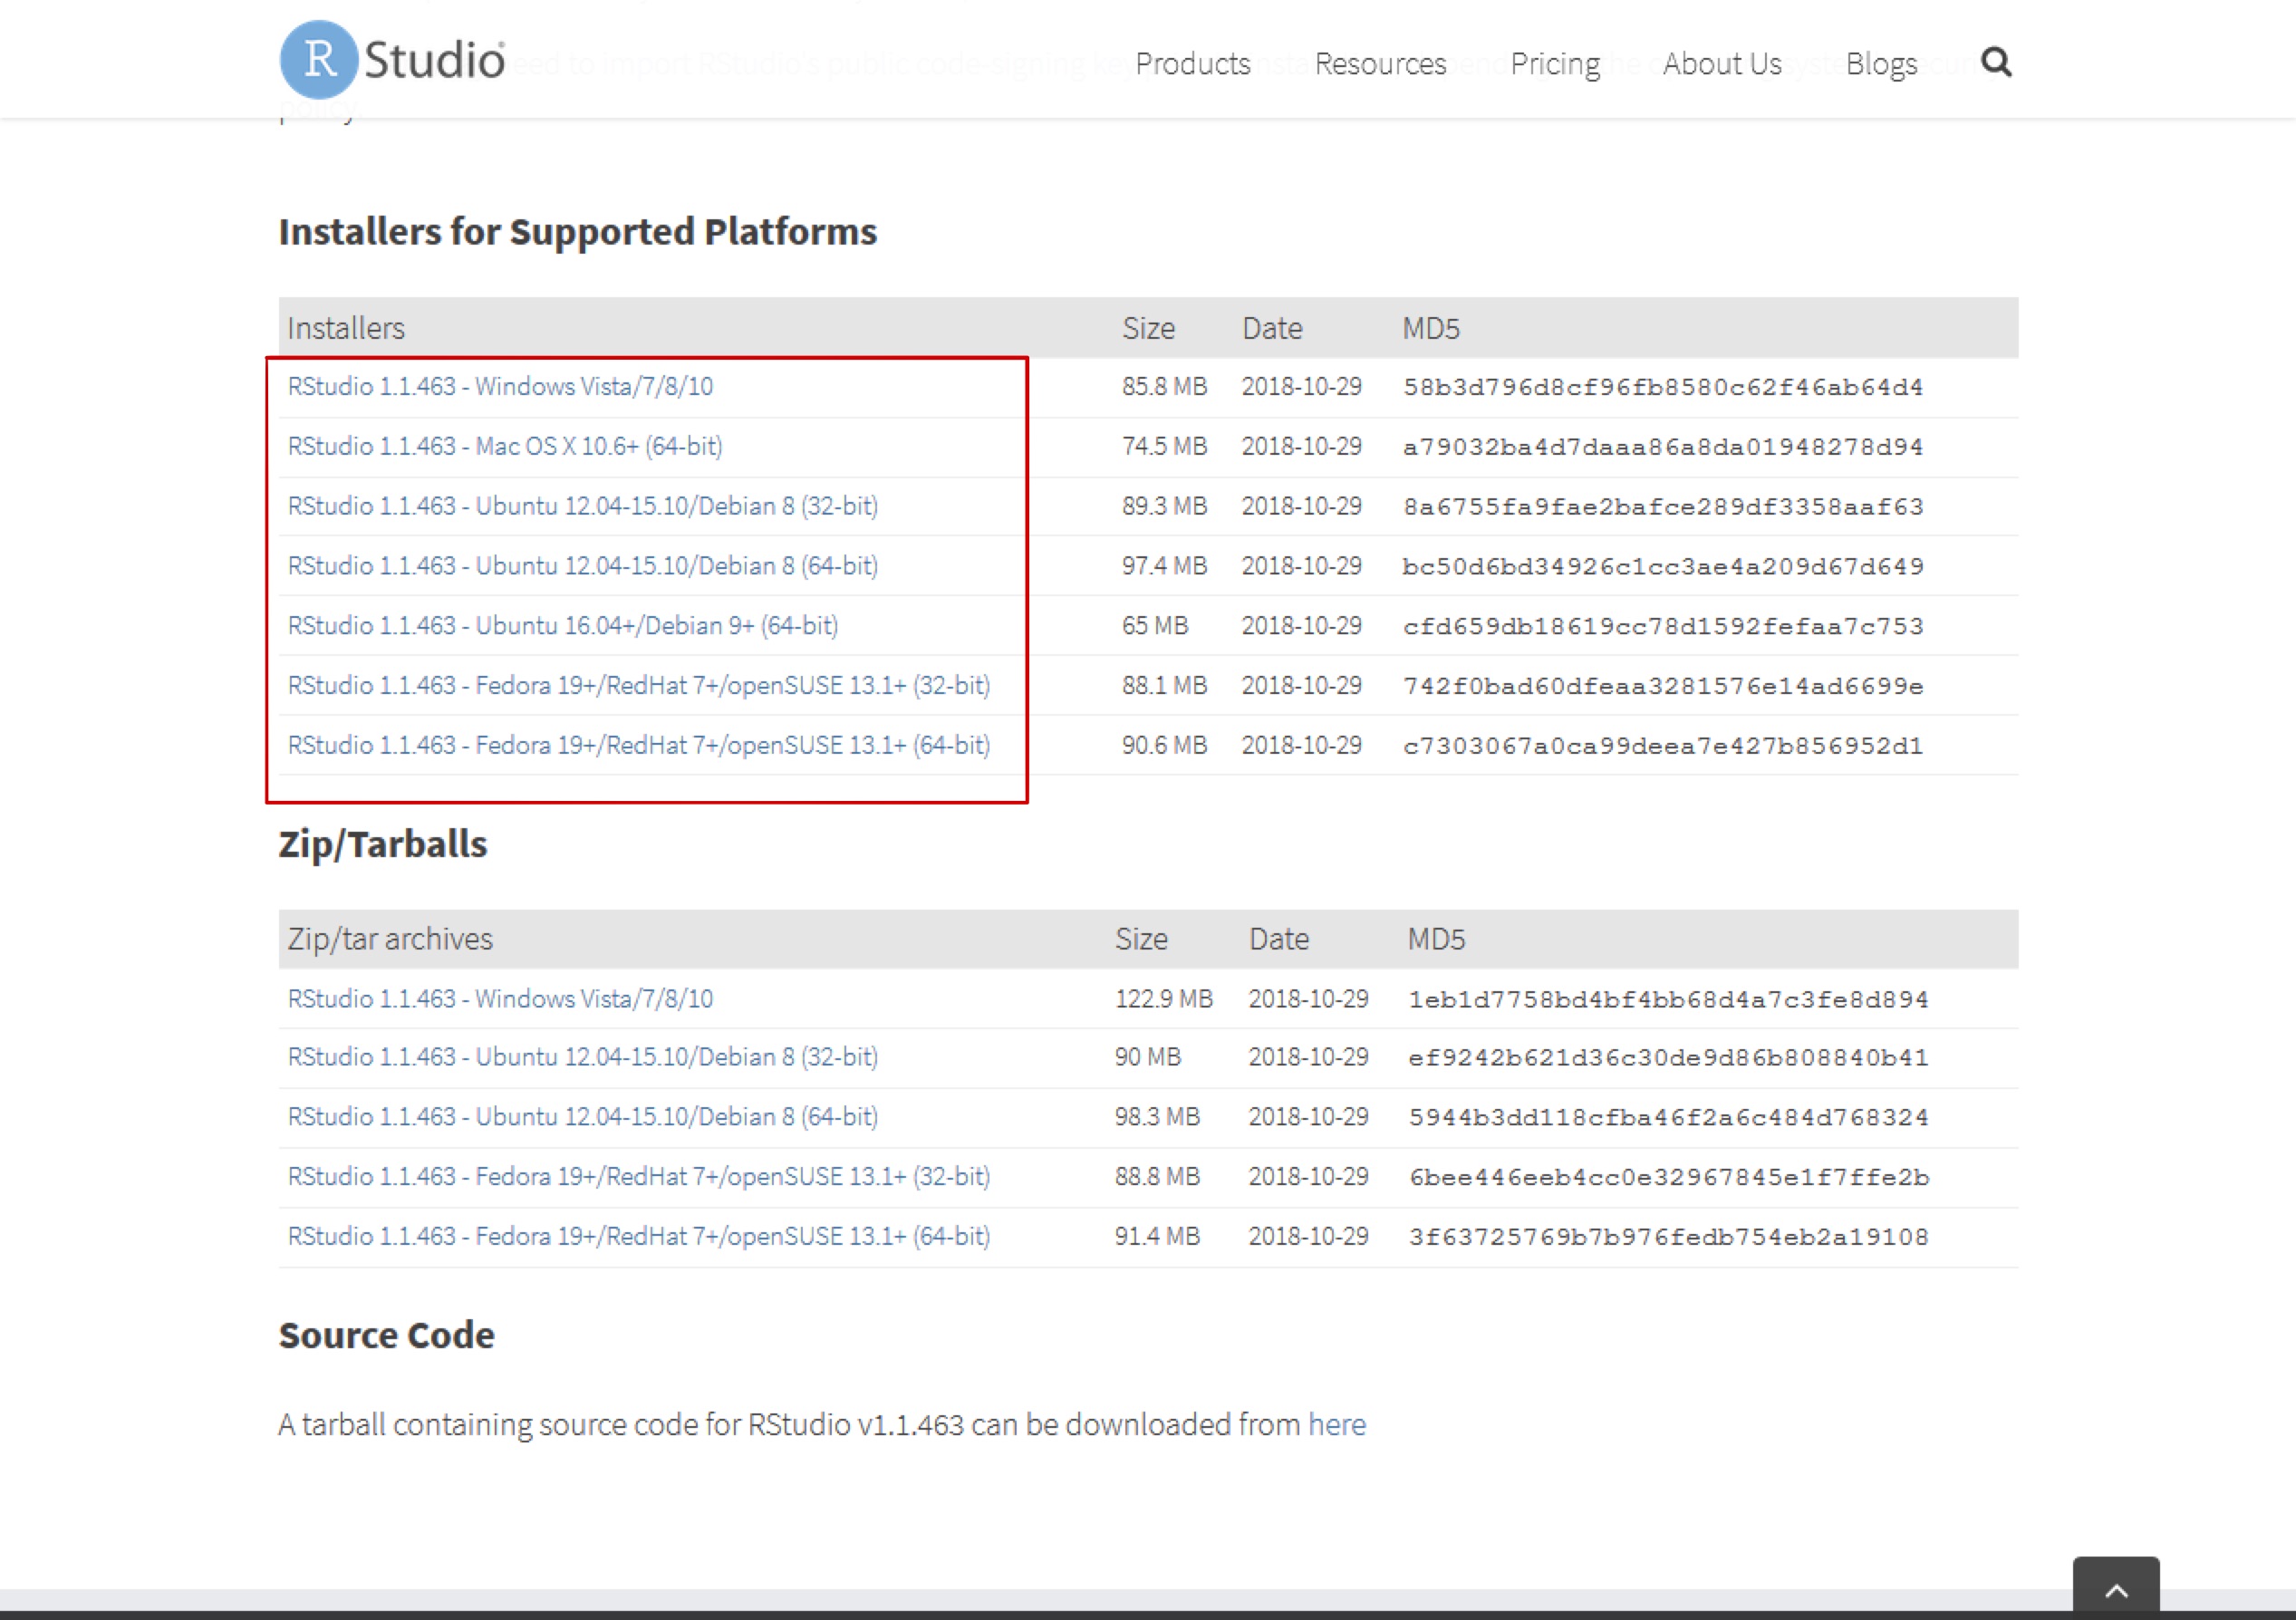 R Studio®
Products Resources Pricing About Us Blogs
eed to import RStudio's public code-signing key
policy
Installers for Supported Platforms
Installers Size Date MD5
RStudio 1.1.463 - Windows Vista/7/8/10 85.8 MB 2018-10-29 58b3d796d8cf96fb8580c62f46ab64d4
RStudio 1.1.463 - Mac OS X 10.6+ (64-bit) 74.5 MB 2018-10-29 a79032ba4d7daaa86a8da01948278d94
RStudio 1.1.463 - Ubuntu 12.04-15.10/Debian 8 (32-bit) 89.3 MB 2018-10-29 8a6755fa9fae2bafce289df3358aaf63
RStudio 1.1.463 - Ubuntu 12.04-15.10/Debian 8 (64-bit) 97.4 MB 2018-10-29 bc50d6bd34926c1cc3ae4a209d67d649
RStudio 1.1.463 - Ubuntu 16.04+/Debian 9+ (64-bit) 65 MB 2018-10-29 cfd659db18619cc78d1592fefaa7c753
RStudio 1.1.463 - Fedora 19+/RedHat 7+/openSUSE 13.1+ (32-bit) 88.1 MB 2018-10-29 742f0bad60dfeaa3281576e14ad6699e
RStudio 1.1.463 - Fedora 19+/RedHat 7+/openSUSE 13.1+ (64-bit) 90.6 MB 2018-10-29 c7303067a0ca99deea7e427b856952d1
Zip/Tarballs
Zip/tar archives Size Date MD5
RStudio 1.1.463 - Windows Vista/7/8/10 122.9 MB 2018-10-29 1eb1d7758bd4bf4bb68d4a7c3fe8d894
RStudio 1.1.463 - Ubuntu 12.04-15.10/Debian 8 (32-bit) 90 MB 2018-10-29 ef9242b621d36c30de9d86b808840b41
RStudio 1.1.463 - Ubuntu 12.04-15.10/Debian 8 (64-bit) 98.3 MB 2018-10-29 5944b3dd118cfba46f2a6c484d768324
RStudio 1.1.463 - Fedora 19+/RedHat 7+/openSUSE 13.1+ (32-bit) 88.8 MB 2018-10-29 6bee446eeb4cc0e32967845e1f7ffe2b
RStudio 1.1.463 - Fedora 19+/RedHat 7+/openSUSE 13.1+ (64-bit) 91.4 MB 2018-10-29 3f63725769b7b976fedb754eb2a19108
Source Code
A tarball containing source code for RStudio v1.1.463 can be downloaded from here